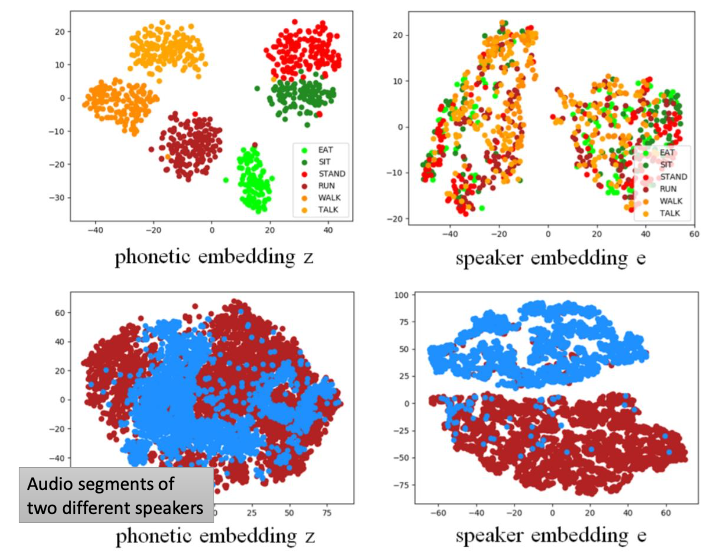 20
10
0
−10
−20
−30
EAT
SIT
STAND
RUN
WALK
TALK
−40 −20 0 20 40
phonetic embedding z
20
10
0
−10
−20
EAT
SIT
STAND
RUN
WALK
TALK
−40 −20 0 20 40 60
speaker embedding e
60
40
20
0
−20
−40
Audio segments of
two different speakers
0 25 50 75
phonetic embedding z
100
75
50
25
0
−25
−50
−75
−60 −40 −20 0 20 40 60
speaker embedding e